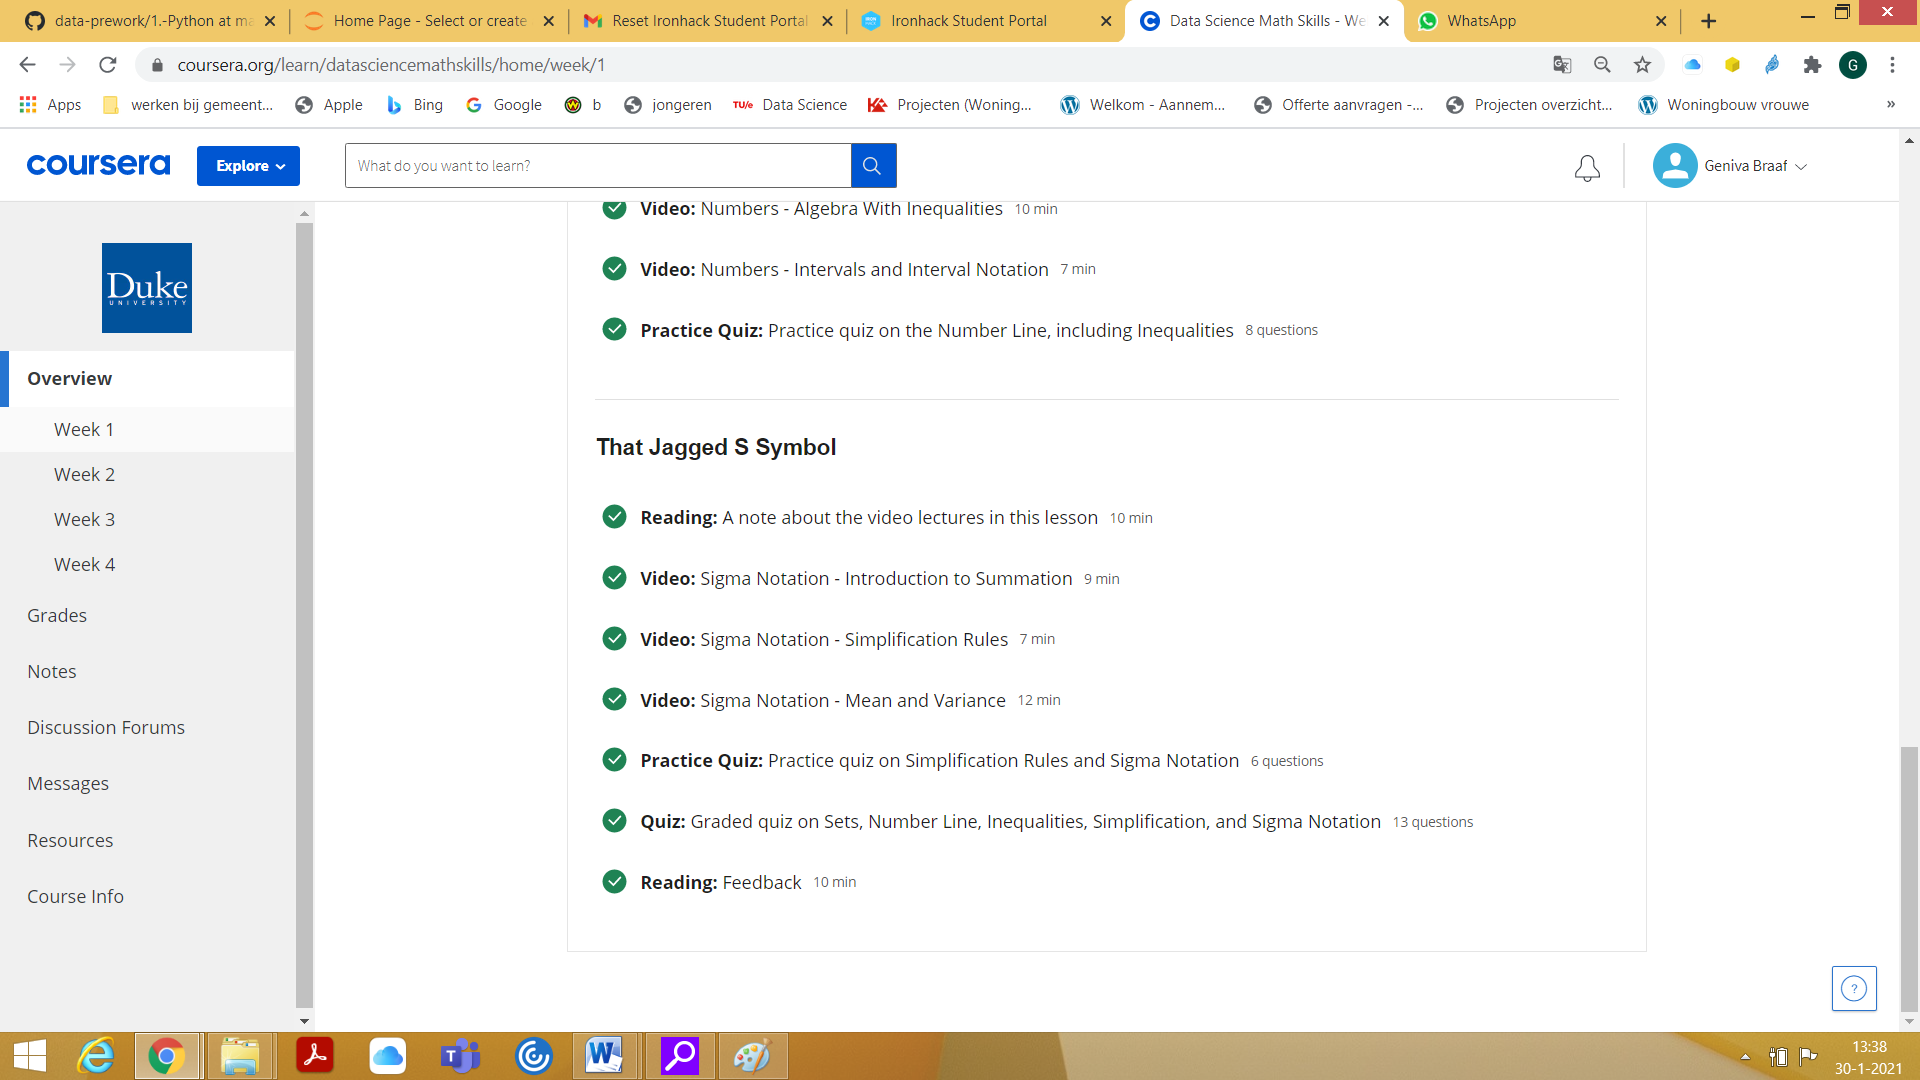 data-prework/1.-Python at ma
Home Page - Select or create
Reset Ironhack Student Portal
Ironhack Student Portal
Data Science Math Skills - We
WhatsApp
coursera.org/learn/datasciencemathskills/home/week/1
G
Apps
werken bij gemeent...
Apple
Bing
Google
b
jongeren
TU/e Data Science
Projecten (Woning...
Welkom - Aannem...
Offerte aanvragen -...
Projecten overzicht...
Woningbouw vrouwe
»
coursera
Explore
What do you want to learn?
Geniva Braaf
Duke
UNIVERSITY
Overview
Week 1
Week 2
Week 3
Week 4
Grades
Notes
Discussion Forums
Messages
Resources
Course Info
Video: Numbers - Algebra With Inequalities 10 min
Video: Numbers - Intervals and Interval Notation 7 min
Practice Quiz: Practice quiz on the Number Line, including Inequalities 8 questions
That Jagged S Symbol
Reading: A note about the video lectures in this lesson 10 min
Video: Sigma Notation - Introduction to Summation 9 min
Video: Sigma Notation - Simplification Rules 7 min
Video: Sigma Notation - Mean and Variance 12 min
Practice Quiz: Practice quiz on Simplification Rules and Sigma Notation 6 questions
Quiz: Graded quiz on Sets, Number Line, Inequalities, Simplification, and Sigma Notation 13 questions
Reading: Feedback 10 min
?
13:38
30-1-2021